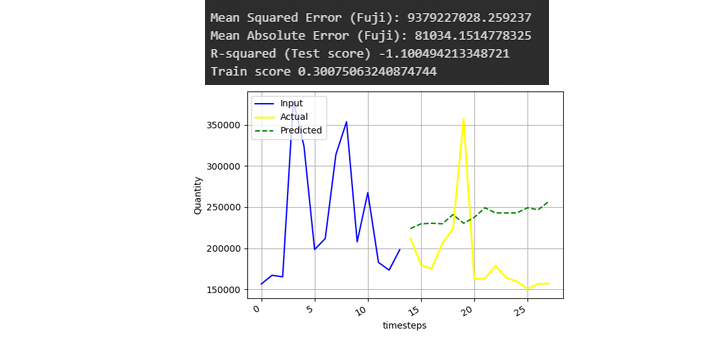 Mean Squared Error (Fuji): 9379227028.259237
Mean Absolute Error (Fuji): 81034.1514778325
R-squared (Test score) -1.100494213348721
Train score 0.30075063240874744
Input
Actual
Predicted
350000
300000
250000
200000
150000
Quantity
0
5
10
15
20
25
timesteps